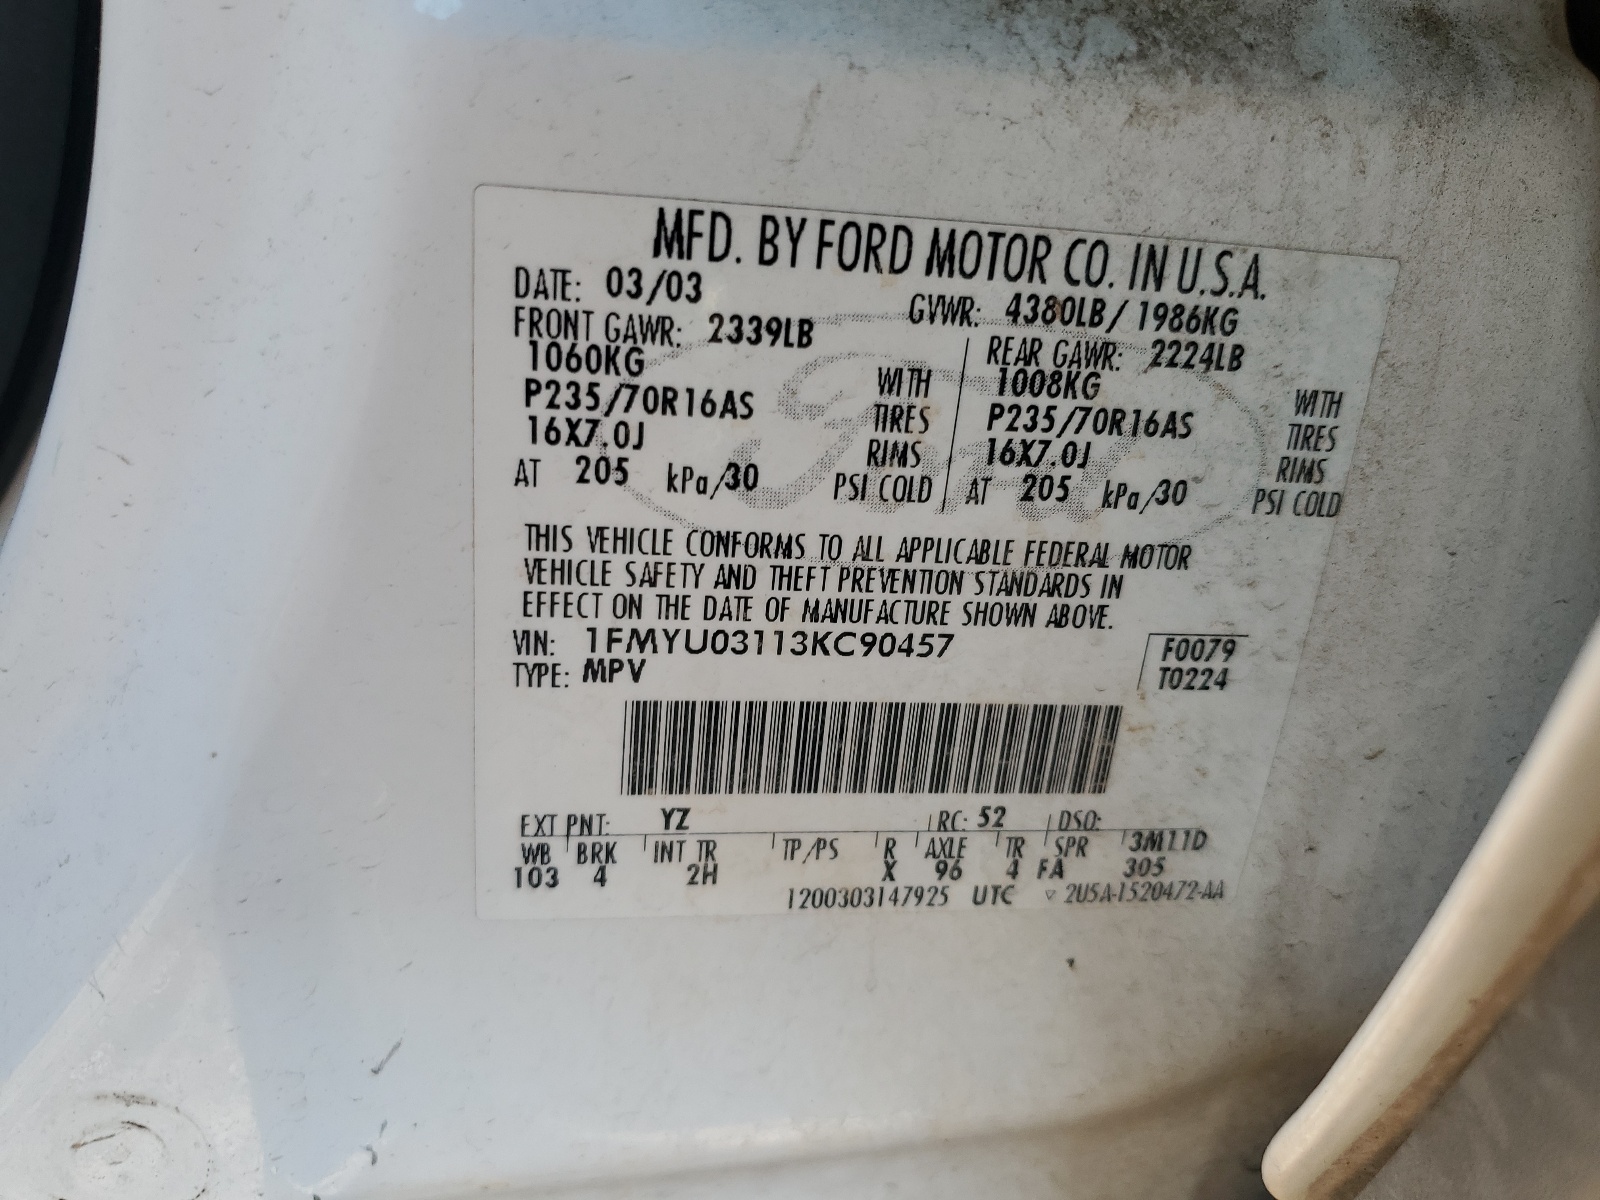 MFD. BY FORD MOTOR CO. IN U.S.A.
DATE: 03/03 GVWR: 4380LB / 1986KG
FRONT GAWR: 2339LB REAR GAWR: 2224LB
1060KG WITH 1008KG WITH
P235/70R16AS TIRES P235/70R16AS TIRES
16X7.0J RIMS 16X7.0J RIMS
AT 205 kPa/30 PSI COLD AT 205 kPa/30 PSI COLD
THIS VEHICLE CONFORMS TO ALL APPLICABLE FEDERAL MOTOR
VEHICLE SAFETY AND THEFT PREVENTION STANDARDS IN
EFFECT ON THE DATE OF MANUFACTURE SHOWN ABOVE.
VIN: 1FMYU03113KC90457 F0079
TYPE: MPV T0224
EXT PNT: YZ RC: 52 DSO:
WB BRK INT TR TP/PS R AXLE TR SPR 3M11D
103 4 2H X 96 4 FA 305
1200303147925 UTC ▽ 2U5A-1520472-AA
Ford